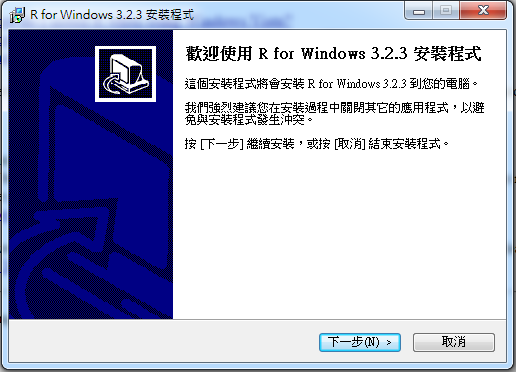 R for Windows 3.2.3 安裝程式
歡迎使用 R for Windows 3.2.3 安裝程式
這個安裝程式將會安裝 R for Windows 3.2.3 到您的電腦。
我們強烈建議您在安裝過程中關閉其它的應用程式，以避
免與安裝程式發生沖突。
按 [下一步] 繼續安裝，或按 [取消] 結束安裝程式。
下一步(N) >
取消